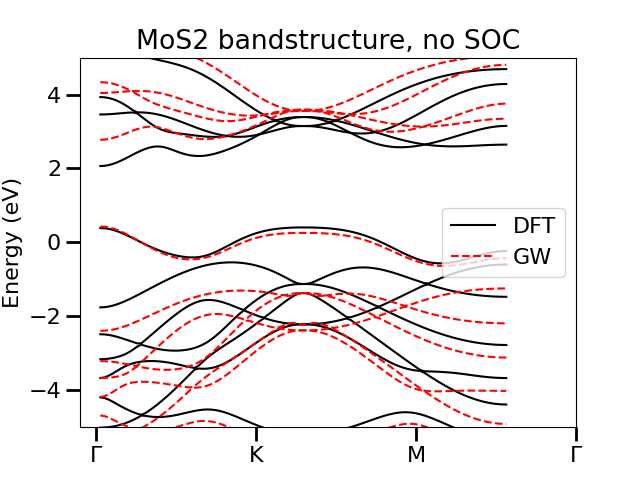 MoS2 bandstructure, no SOC
Energy (eV)
4
2
0
−2
−4
DFT
GW
Γ
K
M
Γ